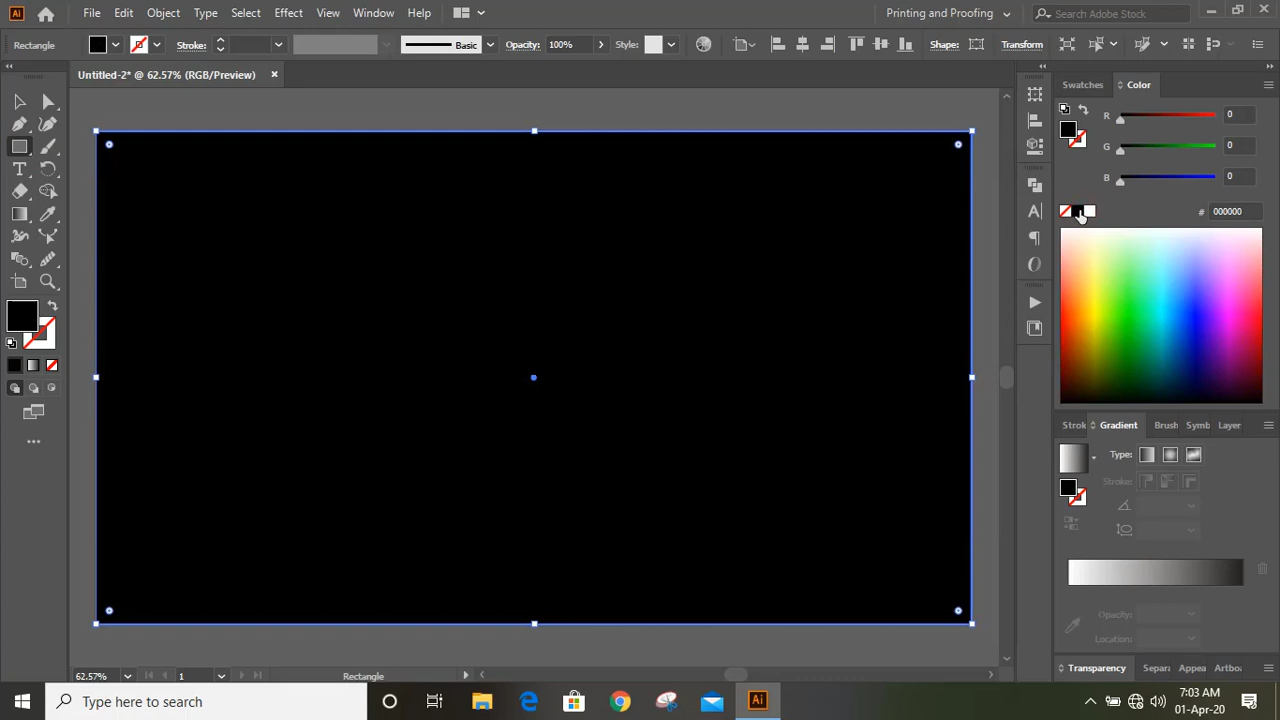 Ai File Edit Object Type Select Effect View Window Help Printing and Proofing Search Adobe Stock
Rectangle Stroke: Basic Opacity: 100% Style: Shape: Transform
Untitled-2* @ 62.57% (RGB/Preview) ×
Swatches Color
R 0
G 0
B 0
# 000000
Strok Gradient Brush Symb Layer
Type:
Stroke:
Opacity:
Location:
62.57% 1 Rectangle
Transparency Separa Appea Artboa
Type here to search
Ai
7:03 AM
01-Apr-20